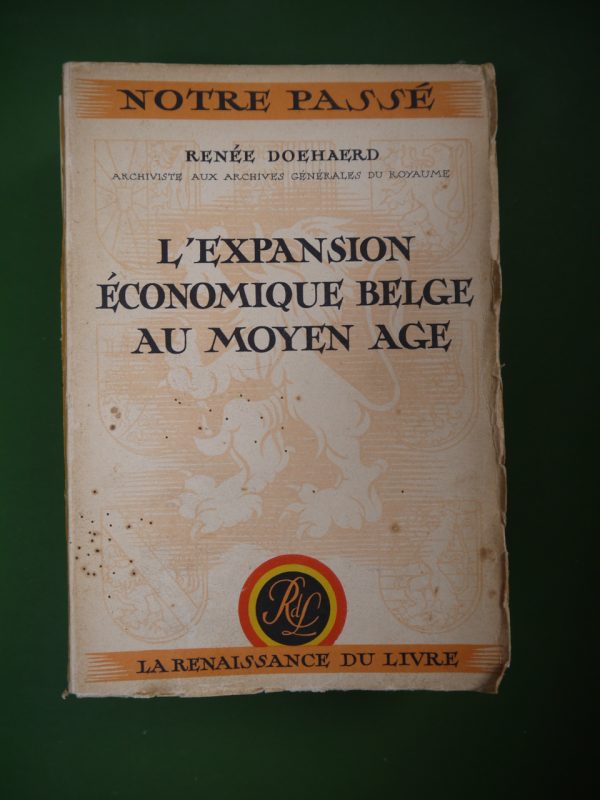 NOTRE PASSÉ
RENÉE DOEHAERD
ARCHIVISTE AUX ARCHIVES GÉNÉRALES DU ROYAUME
L'EXPANSION
ÉCONOMIQUE BELGE
AU MOYEN AGE
RdL
LA RENAISSANCE DU LIVRE